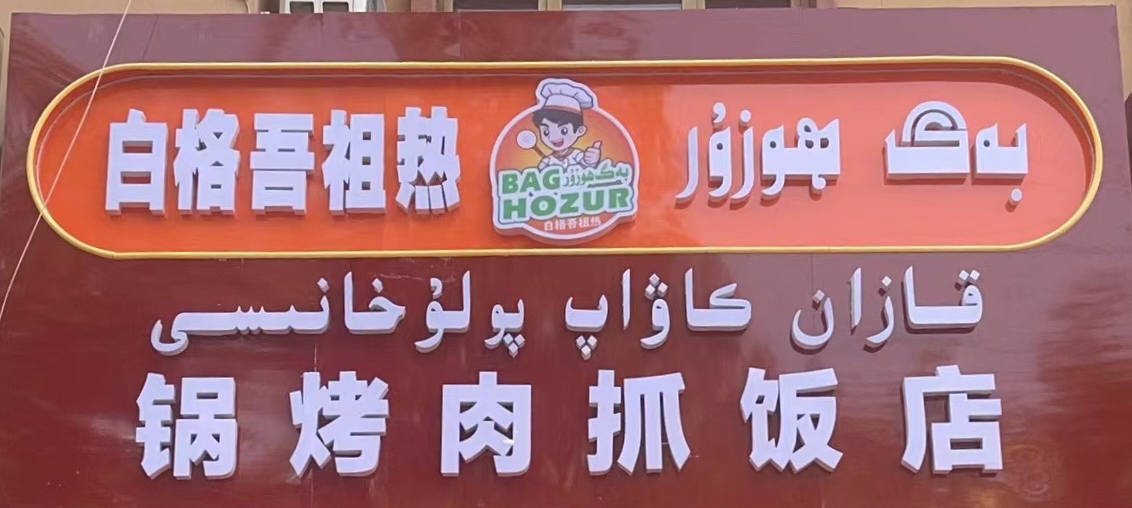 白格吾祖热
BAG بەگ ھوزۇر
HOZUR
白格吾祖热
بەگ ھوزۇر
قازان كاۋاپ پولۇخانىسى
锅烤肉抓饭店